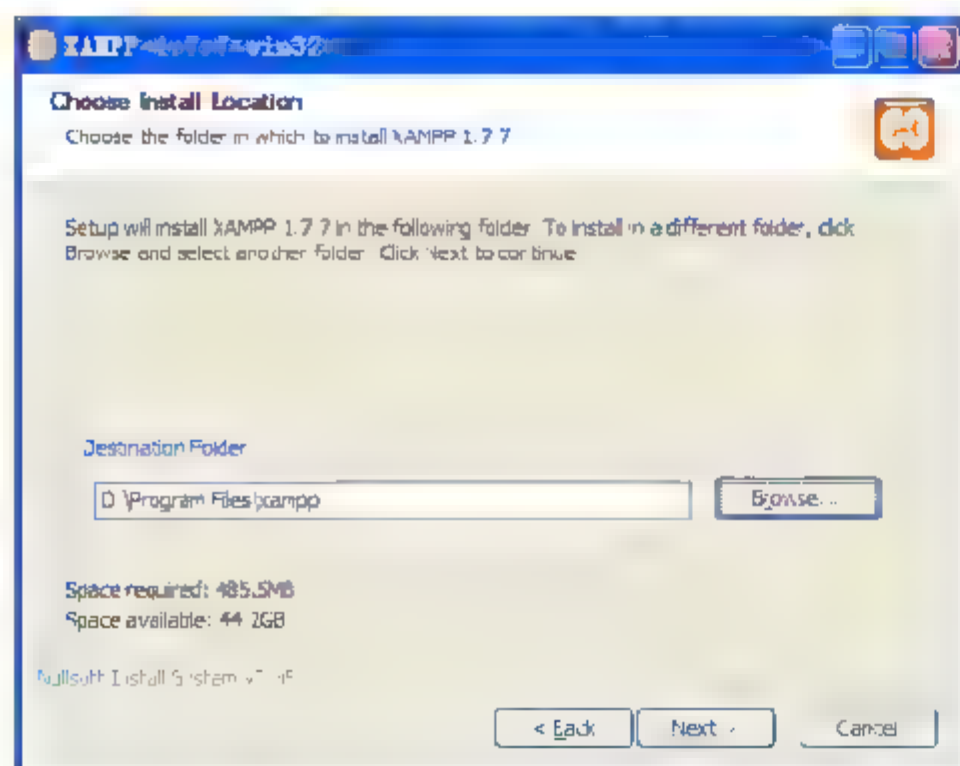 XAMPP win32
Choose Install Location
Choose the folder in which to install XAMPP 1.7.7
Setup will install XAMPP 1.7.7 in the following folder. To install in a different folder, click
Browse and select another folder. Click Next to continue.
Destination Folder
D:\Program Files\xampp
Browse...
Space required: 485.5MB
Space available: 44.2GB
Nullsoft Install System
< Back
Next >
Cancel